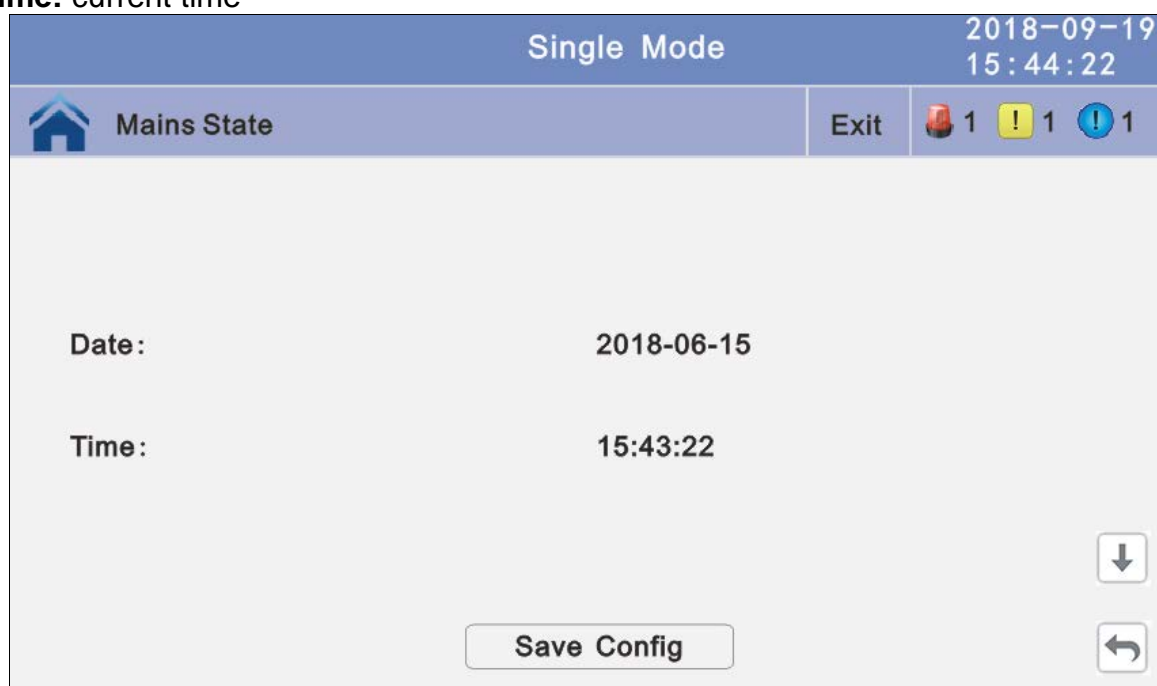 current time
Single Mode
2018-09-19
15:44:22
Mains State
Exit
1
! 1
! 1
Date:
2018-06-15
Time:
15:43:22
Save Config